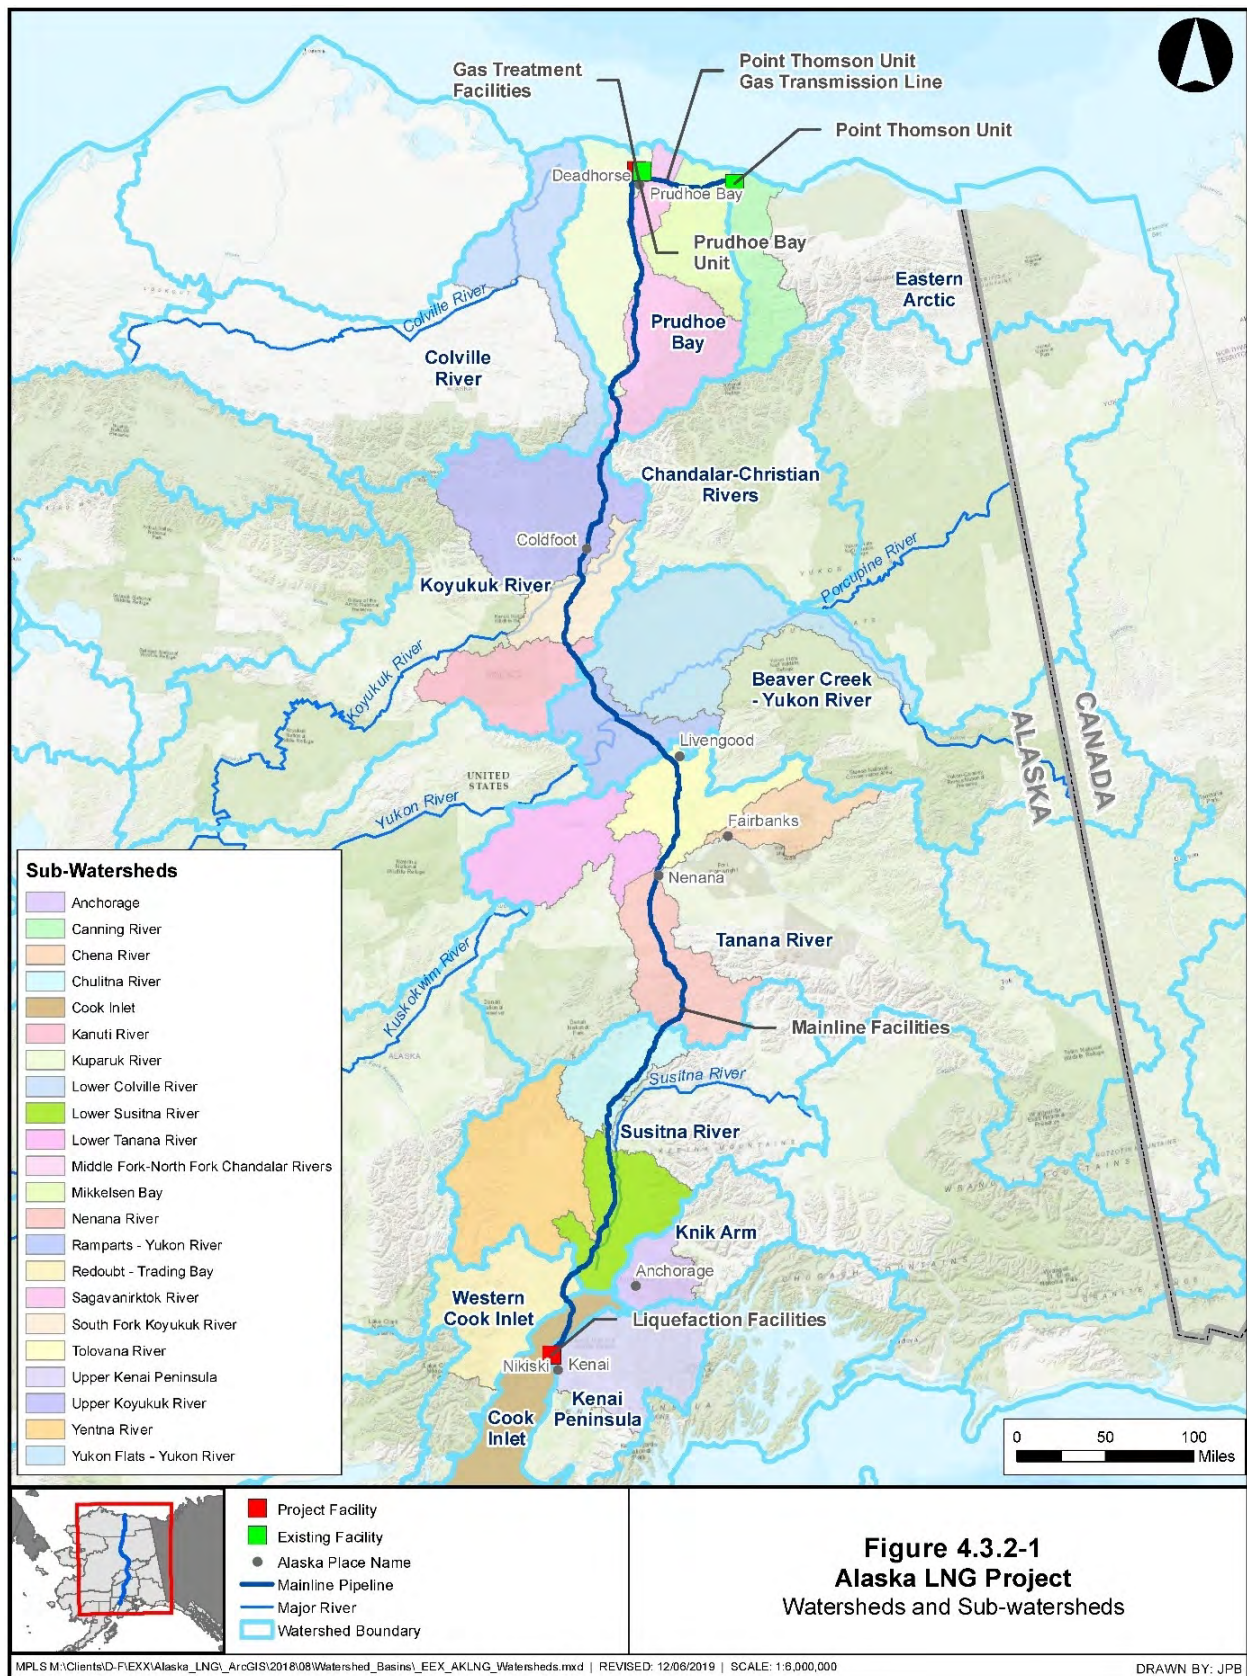 Gas Treatment
Facilities
Point Thomson Unit
Gas Transmission Line
Point Thomson Unit
Deadhorse
Prudhoe Bay
Prudhoe Bay
Unit
Eastern
Arctic
Prudhoe
Bay
Colville River
Colville
River
Chandalar-Christian
Rivers
Coldfoot
Koyukuk River
Porcupine River
Koyukuk River
Beaver Creek
- Yukon River
CANADA
ALASKA
Livengood
UNITED
STATES
Yukon River
Fairbanks
Nenana
Tanana River
Kuskokwim River
Mainline Facilities
ALASKA
Susitna River
Susitna River
Knik Arm
Anchorage
Western
Cook Inlet
Liquefaction Facilities
Nikiski
Kenai
Kenai
Peninsula
Cook
Inlet
0 50 100
Miles
Sub-Watersheds
Anchorage
Canning River
Chena River
Chulitna River
Cook Inlet
Kanuti River
Kuparuk River
Lower Colville River
Lower Susitna River
Lower Tanana River
Middle Fork-North Fork Chandalar Rivers
Mikkelsen Bay
Nenana River
Ramparts - Yukon River
Redoubt - Trading Bay
Sagavanirktok River
South Fork Koyukuk River
Tolovana River
Upper Kenai Peninsula
Upper Koyukuk River
Yentna River
Yukon Flats - Yukon River
Project Facility
Existing Facility
Alaska Place Name
Mainline Pipeline
Major River
Watershed Boundary
Figure 4.3.2-1
Alaska LNG Project
Watersheds and Sub-watersheds
MPLS M:\Clients\D-F\EXX\Alaska_LNG\_ArcGIS\2018\08\Watershed_Basins\_EEX_AKLNG_Watersheds.mxd | REVISED: 12/06/2019 | SCALE: 1:6,000,000
DRAWN BY: JPB